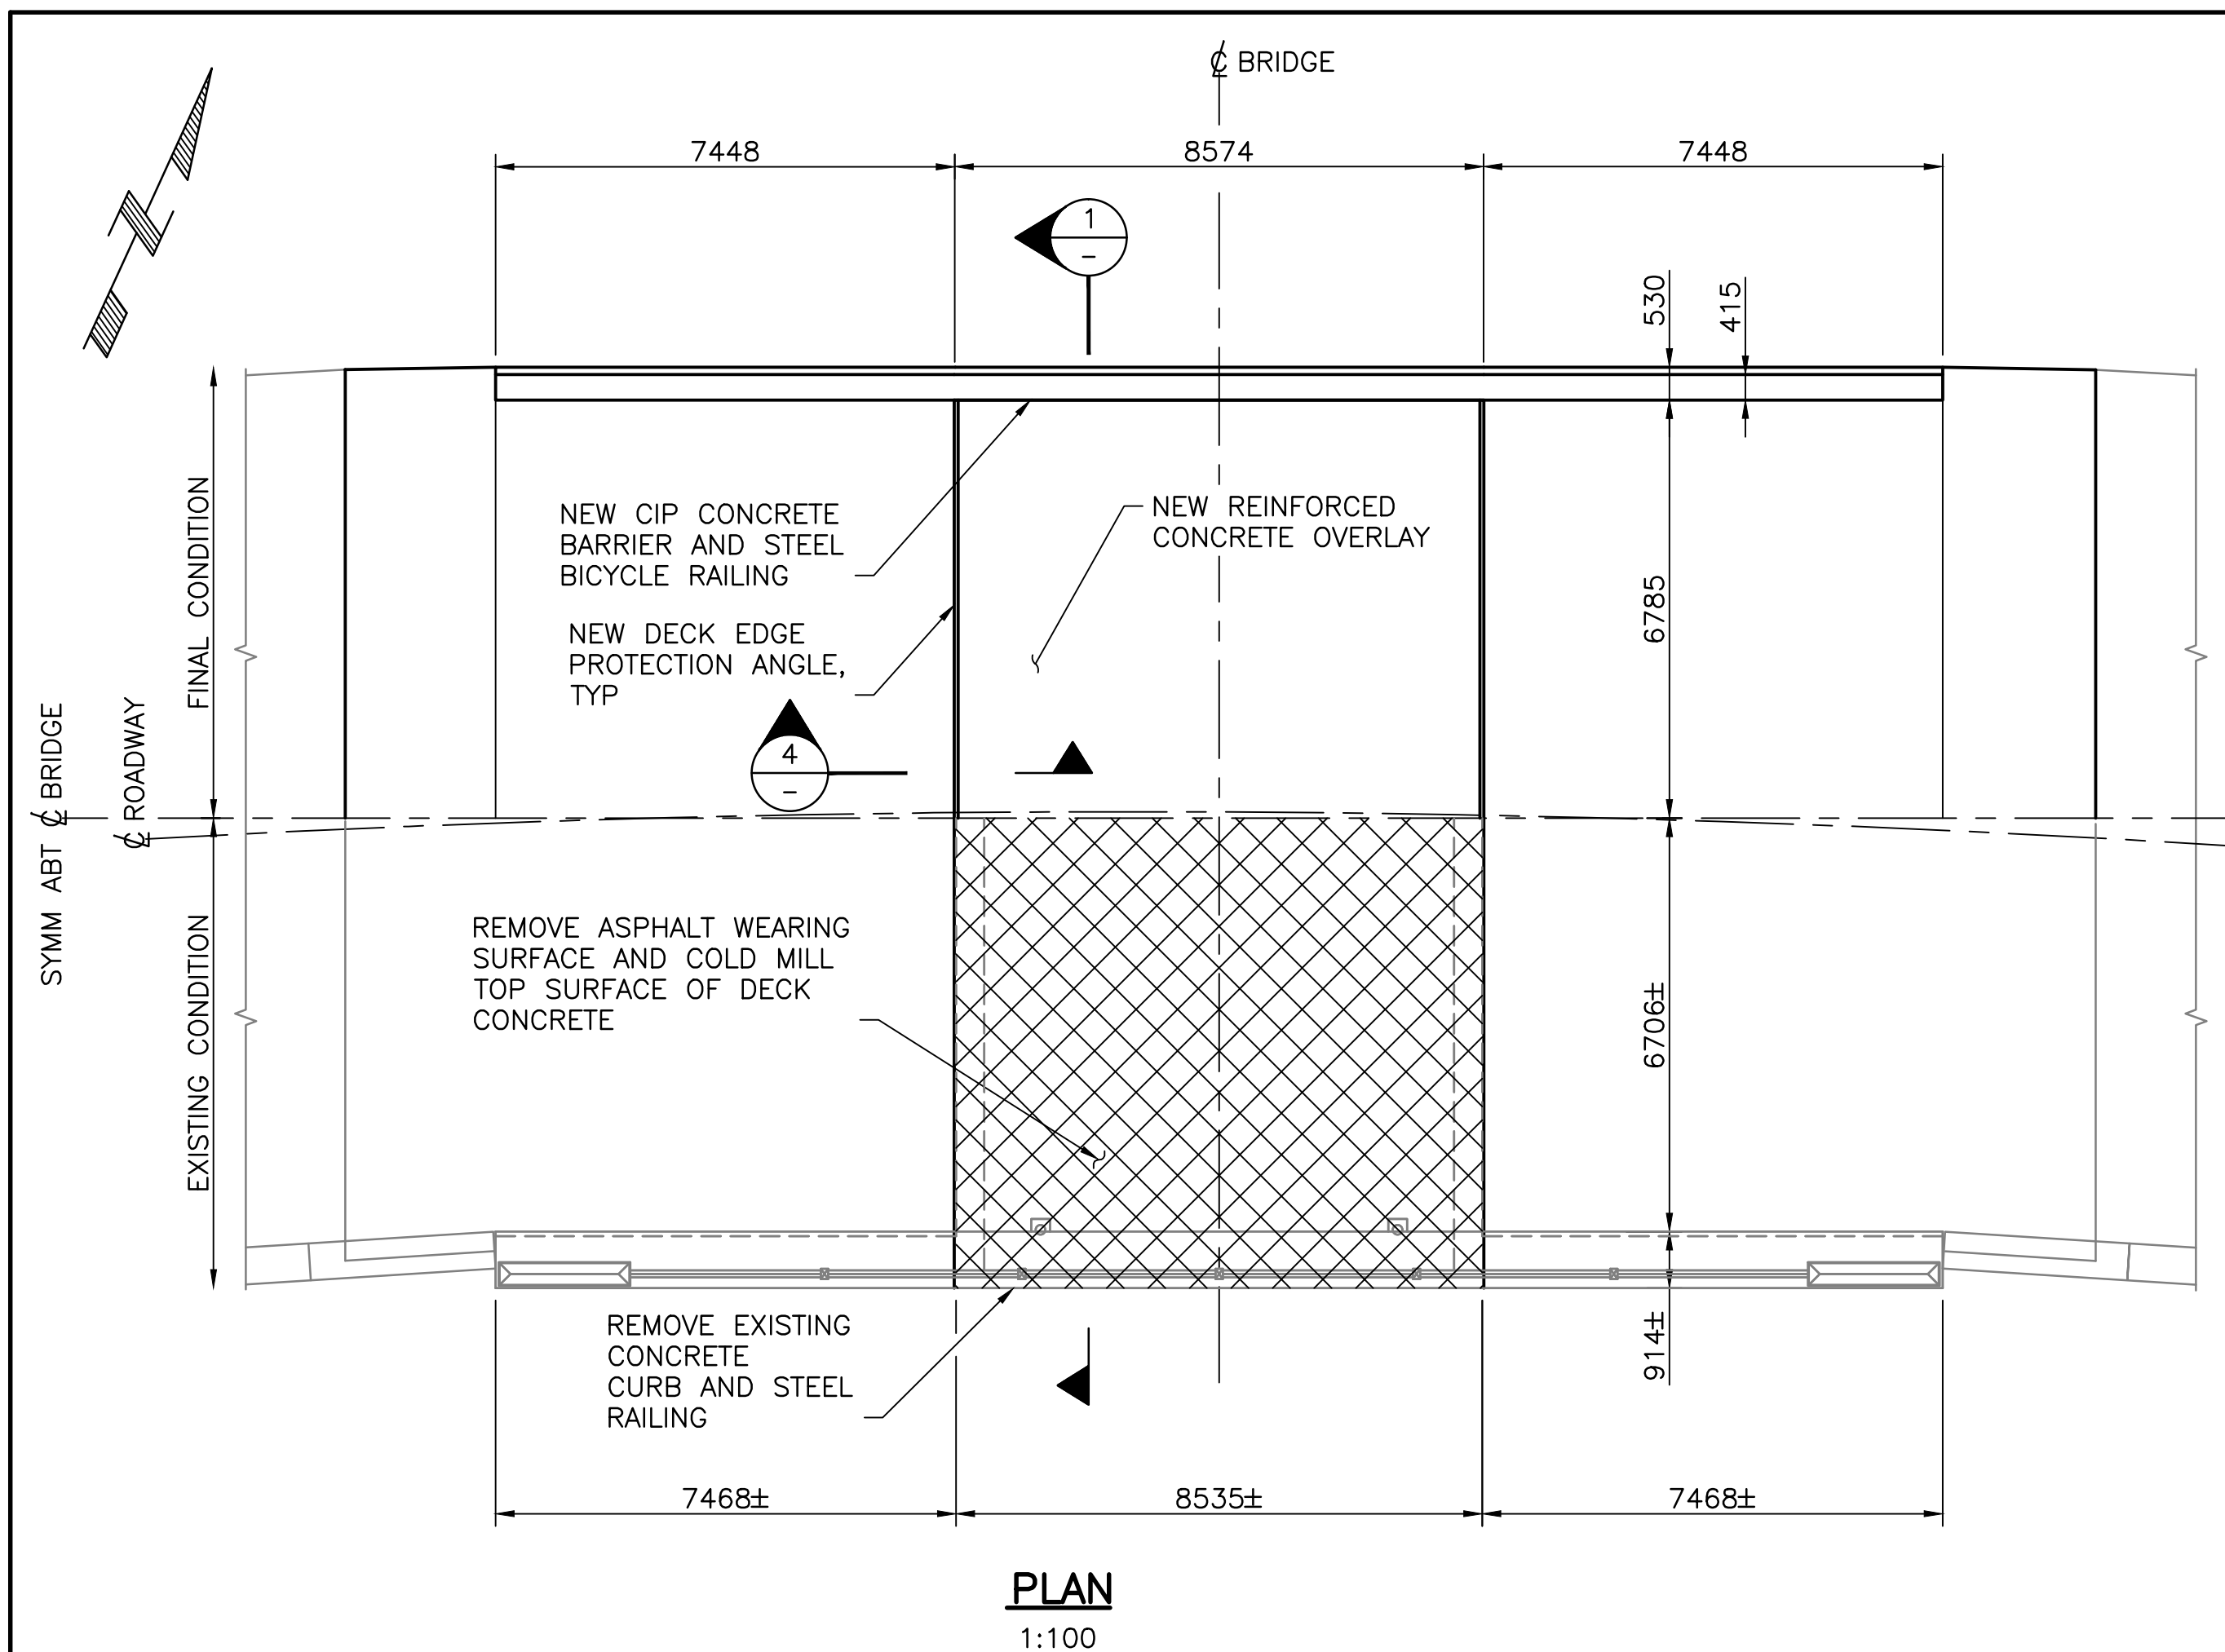 ℄ BRIDGE
7448
8574
7448
1
–
530
415
NEW CIP CONCRETE
BARRIER AND STEEL
BICYCLE RAILING
NEW REINFORCED
CONCRETE OVERLAY
FINAL CONDITION
6785
NEW DECK EDGE
PROTECTION ANGLE,
TYP
4
–
SYMM ABT ℄ BRIDGE
℄ ROADWAY
EXISTING CONDITION
REMOVE ASPHALT WEARING
SURFACE AND COLD MILL
TOP SURFACE OF DECK
CONCRETE
6706±
914±
REMOVE EXISTING
CONCRETE
CURB AND STEEL
RAILING
7468±
8535±
7468±
PLAN
1:100